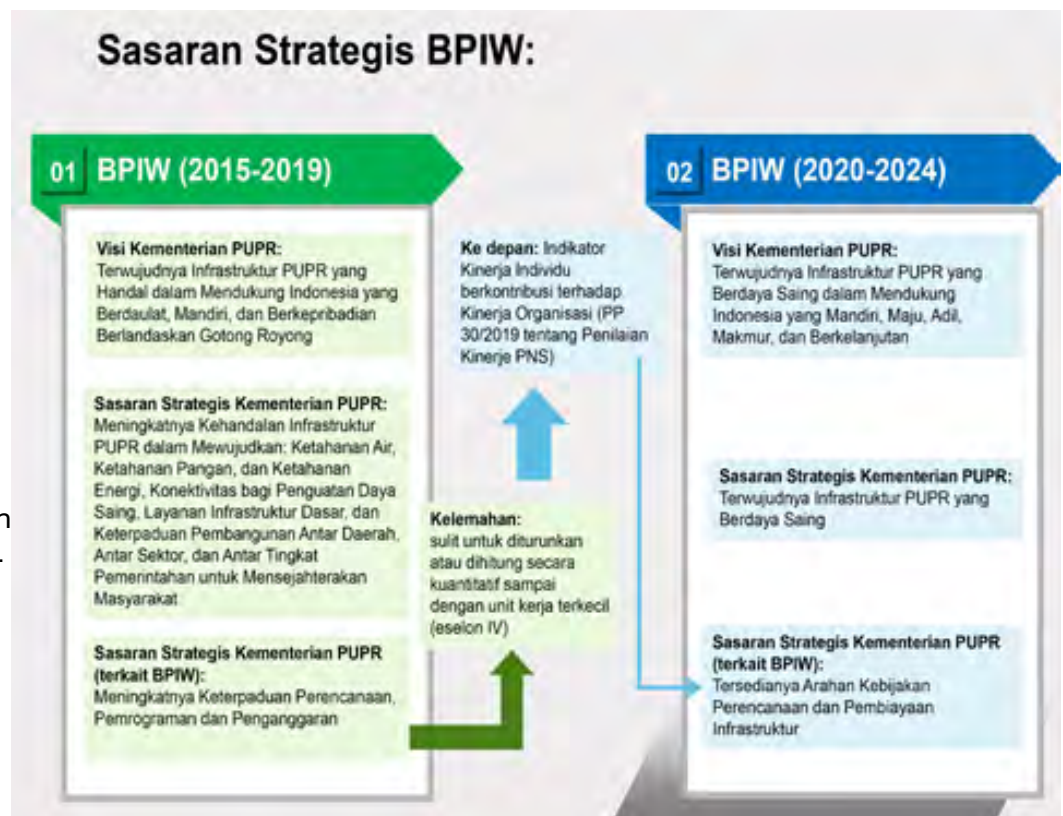 Sasaran Strategis BPIW:
01 BPIW (2015-2019)
Visi Kementerian PUPR:
Terwujudnya Infrastruktur PUPR yang
Handal dalam Mendukung Indonesia yang
Berdaulat, Mandiri, dan Berkepribadian
Berlandaskan Gotong Royong
Sasaran Strategis Kementerian PUPR:
Meningkatnya Kehandalan Infrastruktur
PUPR dalam Mewujudkan: Ketahanan Air,
Ketahanan Pangan, dan Ketahanan
Energi, Konektivitas bagi Penguatan Daya
Saing, Layanan Infrastruktur Dasar, dan
Keterpaduan Pembangunan Antar Daerah,
Antar Sektor, dan Antar Tingkat
Pemerintahan untuk Mensejahterakan
Masyarakat
Sasaran Strategis Kementerian PUPR
(terkait BPIW):
Meningkatnya Keterpaduan Perencanaan,
Pemrograman dan Penganggaran
Kelemahan:
sulit untuk diturunkan
atau dihitung secara
kuantitatif sampai
dengan unit kerja terkecil
(eselon IV)
Ke depan: Indikator
Kinerja Individu
berkontribusi terhadap
Kinerja Organisasi (PP
30/2019 tentang Penilaian
Kinerje PNS)
02 BPIW (2020-2024)
Visi Kementerian PUPR:
Terwujudnya Infrastruktur PUPR yang
Berdaya Saing dalam Mendukung
Indonesia yang Mandiri, Maju, Adil,
Makmur, dan Berkelanjutan
Sasaran Strategis Kementerian PUPR:
Terwujudnya Infrastruktur PUPR yang
Berdaya Saing
Sasaran Strategis Kementerian PUPR
(terkait BPIW):
Tersedianya Arahan Kebijakan
Perencanaan dan Pembiayaan
Infrastruktur